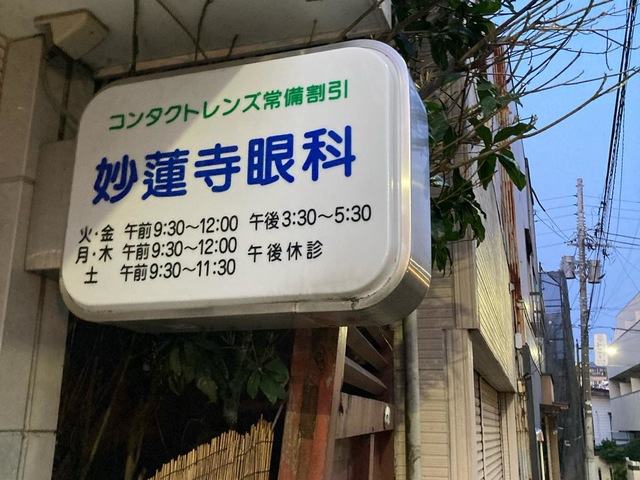 コンタクトレンズ常備割引
妙蓮寺眼科
火・金 午前9:30～12:00 午後3:30～5:30
月・木 午前9:30～12:00 午後休診
土 午前9:30～11:30